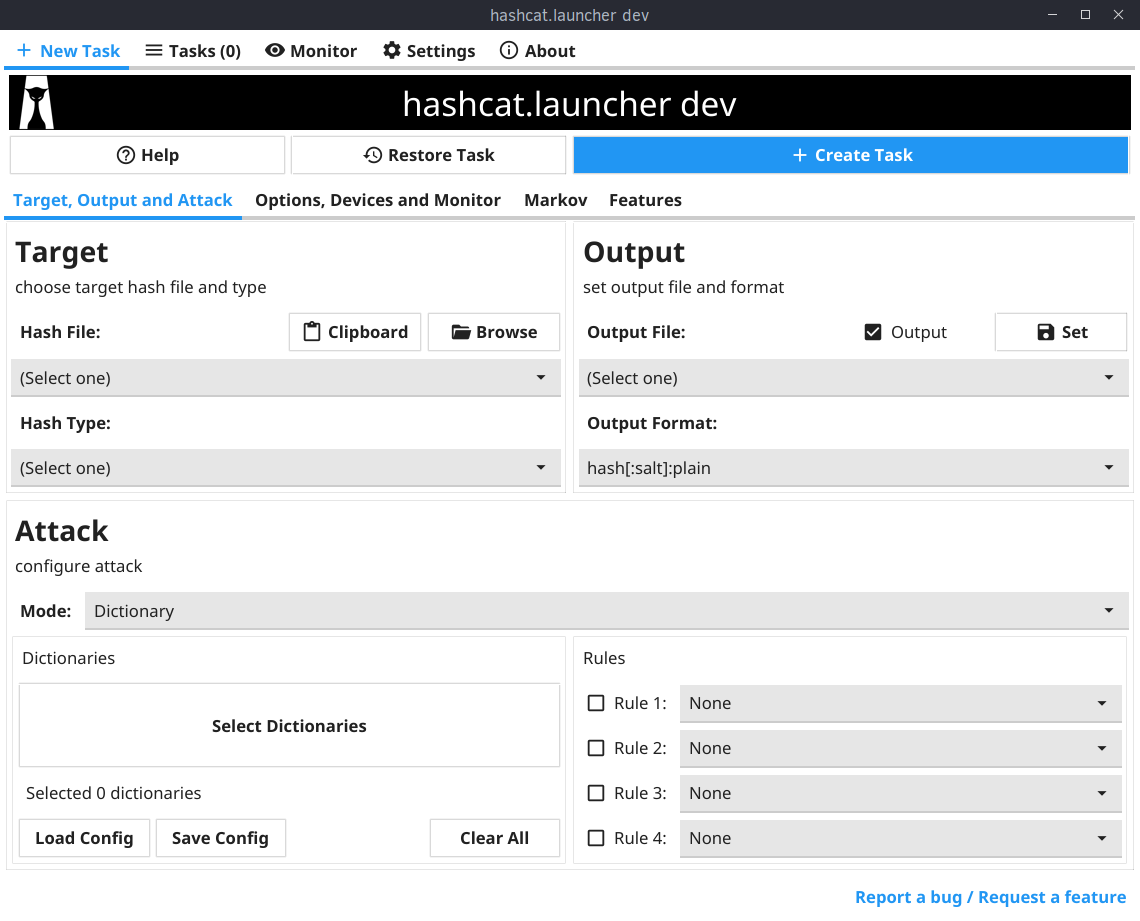 hashcat.launcher dev
New Task Tasks (0) Monitor Settings About
hashcat.launcher dev
Help Restore Task Create Task
Target, Output and Attack Options, Devices and Monitor Markov Features
Target
choose target hash file and type
Hash File: Clipboard Browse
(Select one)
Hash Type:
(Select one)
Output
set output file and format
Output File: Output Set
(Select one)
Output Format:
hash[:salt]:plain
Attack
configure attack
Mode: Dictionary
Dictionaries
Select Dictionaries
Selected 0 dictionaries
Load Config Save Config Clear All
Rules
Rule 1: None
Rule 2: None
Rule 3: None
Rule 4: None
Report a bug / Request a feature